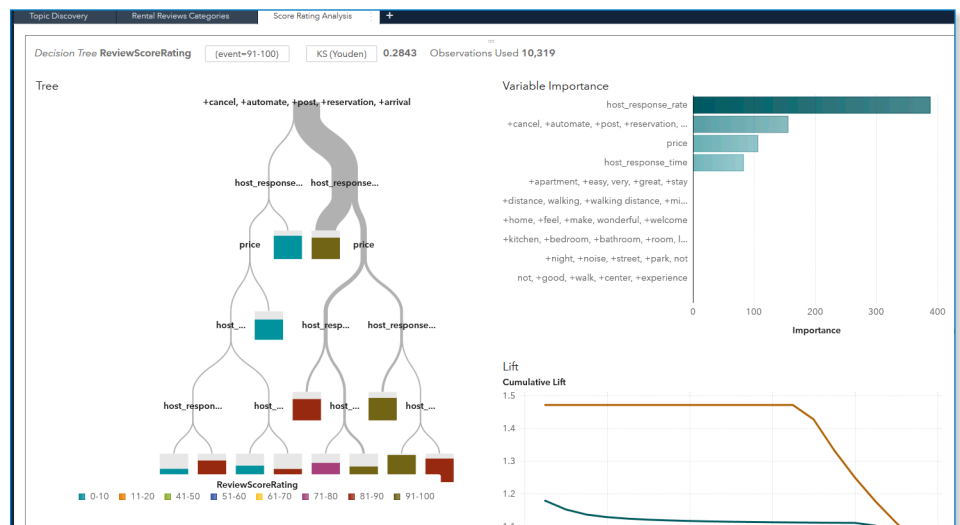 Topic Discovery Rental Reviews Categories Score Rating Analysis +
Decision Tree ReviewScoreRating (event=91-100) KS (Youden) 0.2843 Observations Used 10,319
Tree
+cancel, +automate, +post, +reservation, +arrival
host_response... host_response...
price price
host_... host_resp... host_response...
host_respon... host_... host_... host_...
ReviewScoreRating
0-10 11-20 41-50 51-60 61-70 71-80 81-90 91-100
Variable Importance
host_response_rate
+cancel, +automate, +post, +reservation, ...
price
host_response_time
+apartment, +easy, very, +great, +stay
+distance, walking, +walking distance, +mi...
+home, +feel, +make, wonderful, +welcome
+kitchen, +bedroom, +bathroom, +room, l...
+night, +noise, +street, +park, not
not, +good, +walk, +center, +experience
0 100 200 300 400
Importance
Lift
Cumulative Lift
1.5
1.4
1.3
1.2